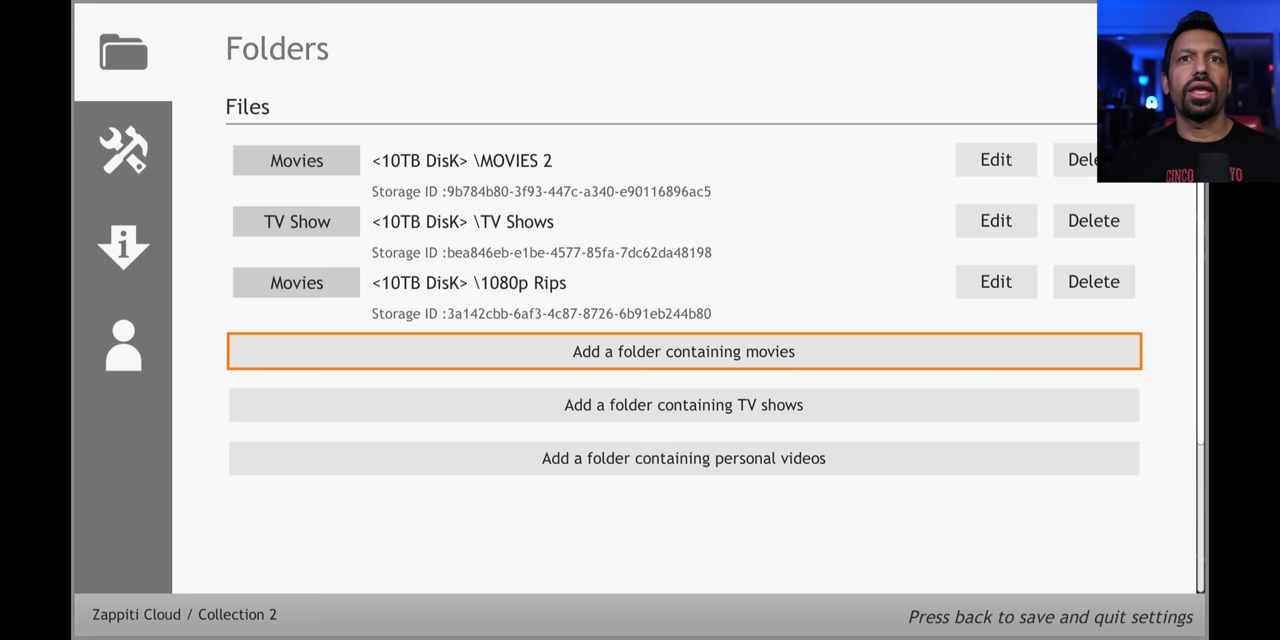 Folders
Files
Movies <10TB DisK> \MOVIES 2 Edit Dele
Storage ID :9b784b80-3f93-447c-a340-e90116896ac5
TV Show <10TB DisK> \TV Shows Edit Delete
Storage ID :bea846eb-e1be-4577-85fa-7dc62da48198
Movies <10TB DisK> \1080p Rips Edit Delete
Storage ID :3a142cbb-6af3-4c87-8726-6b91eb244b80
Add a folder containing movies
Add a folder containing TV shows
Add a folder containing personal videos
Zappiti Cloud / Collection 2
Press back to save and quit settings
CINCO